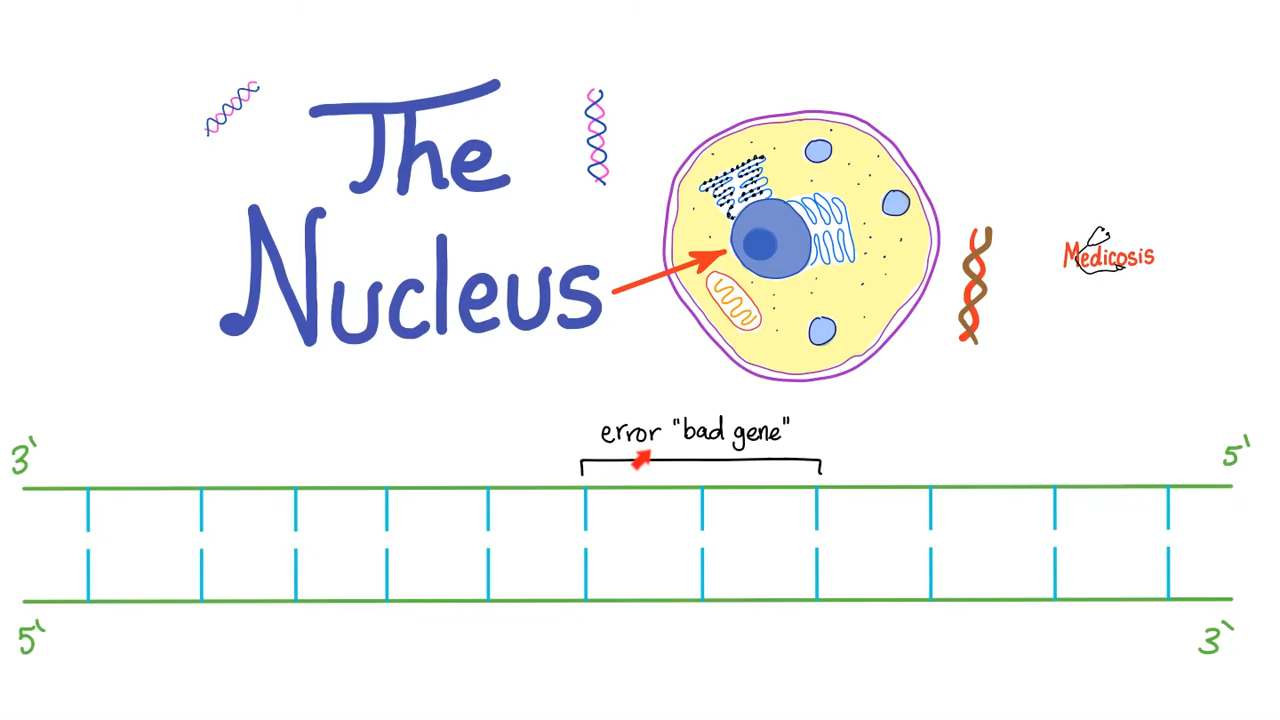 The
Nucleus
Medicosis
error "bad gene"
3' 5'
5' 3'